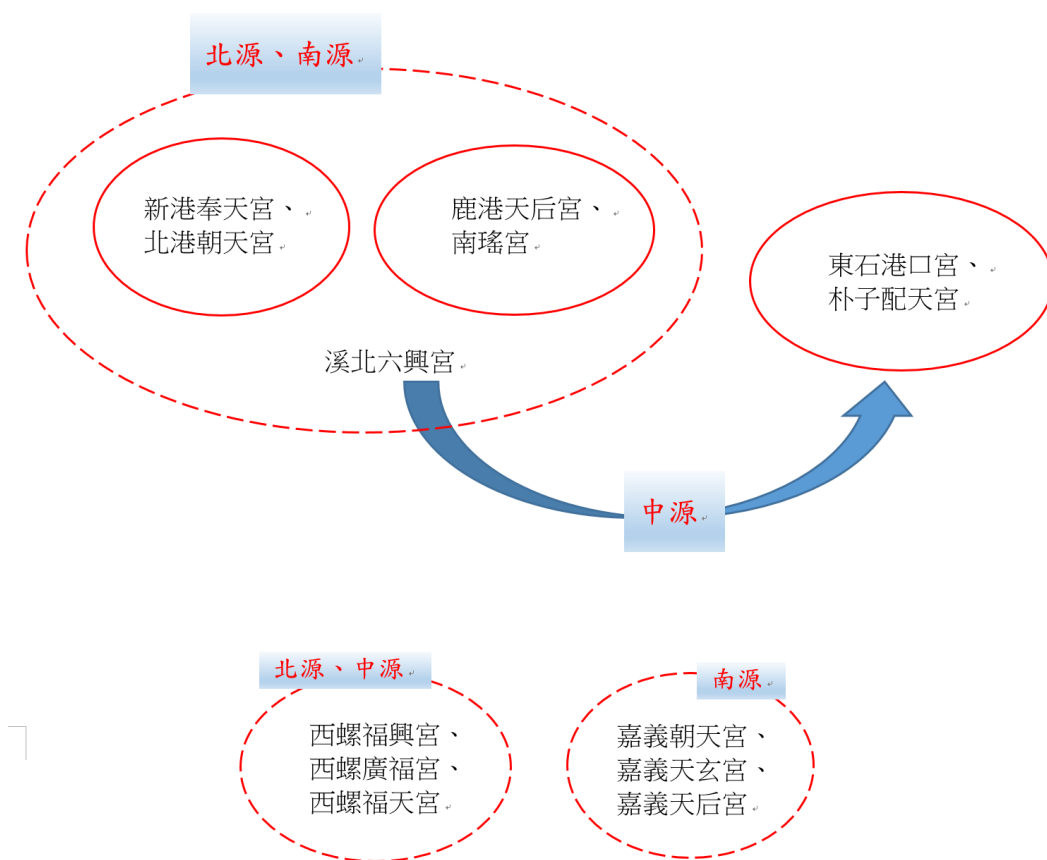 北源、南源
新港奉天宮、
北港朝天宮
鹿港天后宮、
南瑤宮
東石港口宮、
朴子配天宮
溪北六興宮
中源
北源、中源
南源
西螺福興宮、
西螺廣福宮、
西螺福天宮
嘉義朝天宮、
嘉義天玄宮、
嘉義天后宮